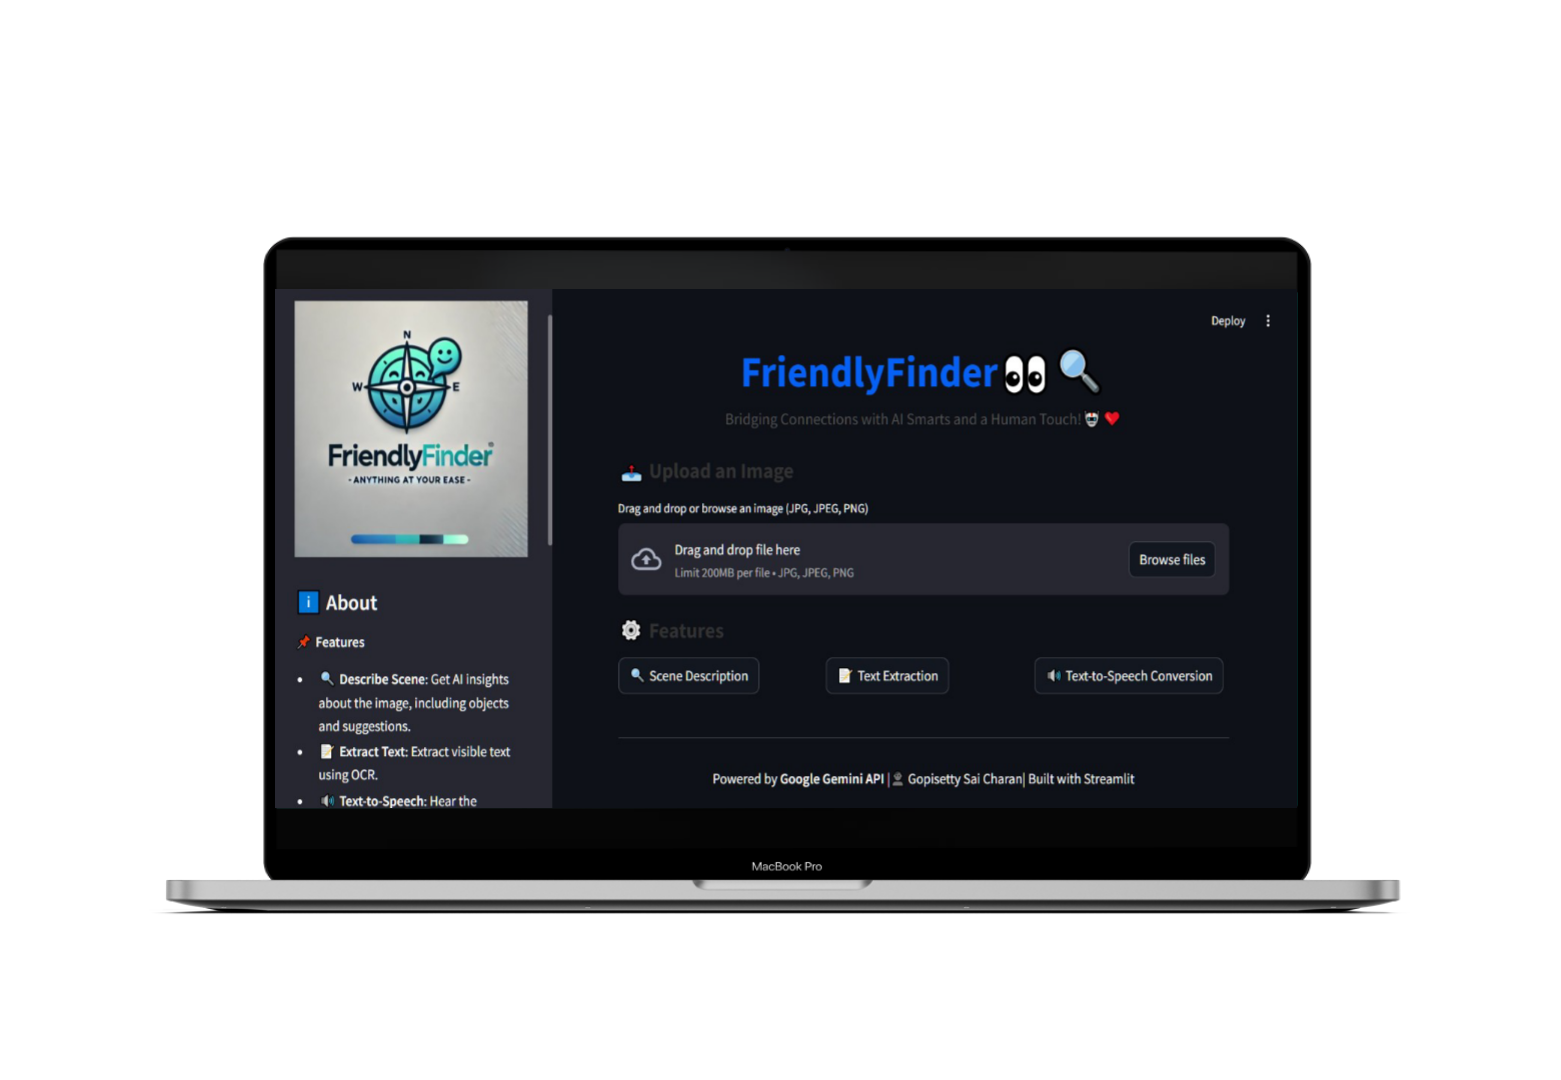 N
W
E
FriendlyFinder
- ANYTHING AT YOUR EASE -
About
Features
Describe Scene: Get AI insights
about the image, including objects
and suggestions.
Extract Text: Extract visible text
using OCR.
Text-to-Speech: Hear the
Deploy
FriendlyFinder
Bridging Connections with AI Smarts and a Human Touch!
Upload an Image
Drag and drop or browse an image (JPG, JPEG, PNG)
Drag and drop file here
Limit 200MB per file • JPG, JPEG, PNG
Browse files
Features
Scene Description
Text Extraction
Text-to-Speech Conversion
Powered by Google Gemini API | Gopisetty Sai Charan| Built with Streamlit
MacBook Pro